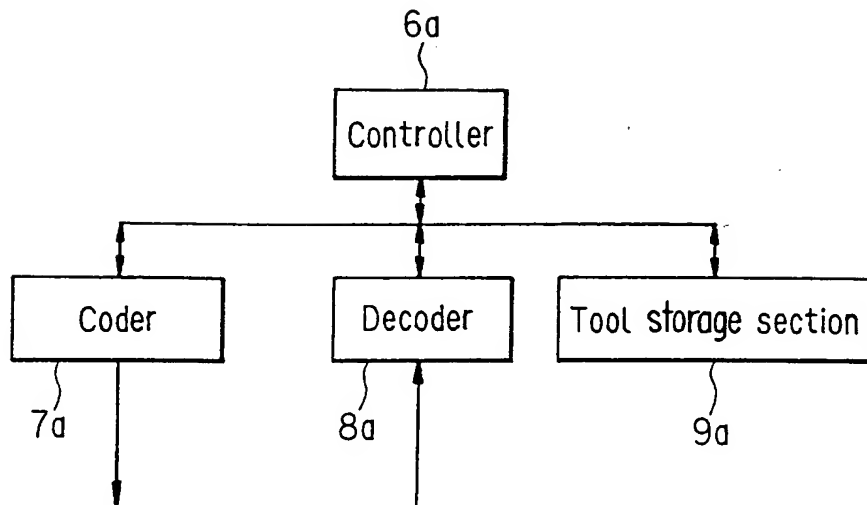 6a
Controller
Coder
Decoder
Tool storage section
7a
8a
9a